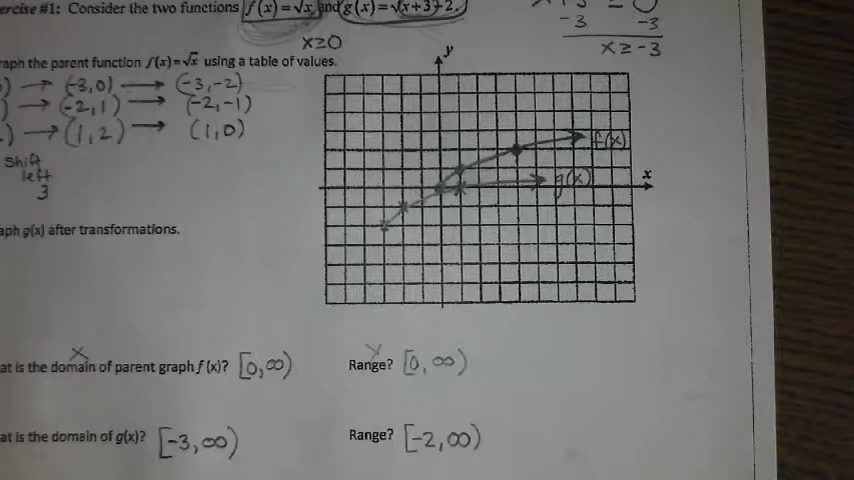 ercise #1: Consider the two functions f(x)=√x and g(x)=√(x+3)-2.
-3 -3
x≥0 x≥-3
raph the parent function f(x)=√x using a table of values.
) → (-3,0) → (-3,-2)
) → (-2,1) → (-2,-1)
.) → (1,2) → (1,0)
shift
left
3
y
f(x)
x
g(x)
aph g(x) after transformations.
x y
at is the domain of parent graph f(x)? [0,∞) Range? [0,∞)
at is the domain of g(x)? [-3,∞) Range? [-2,∞)